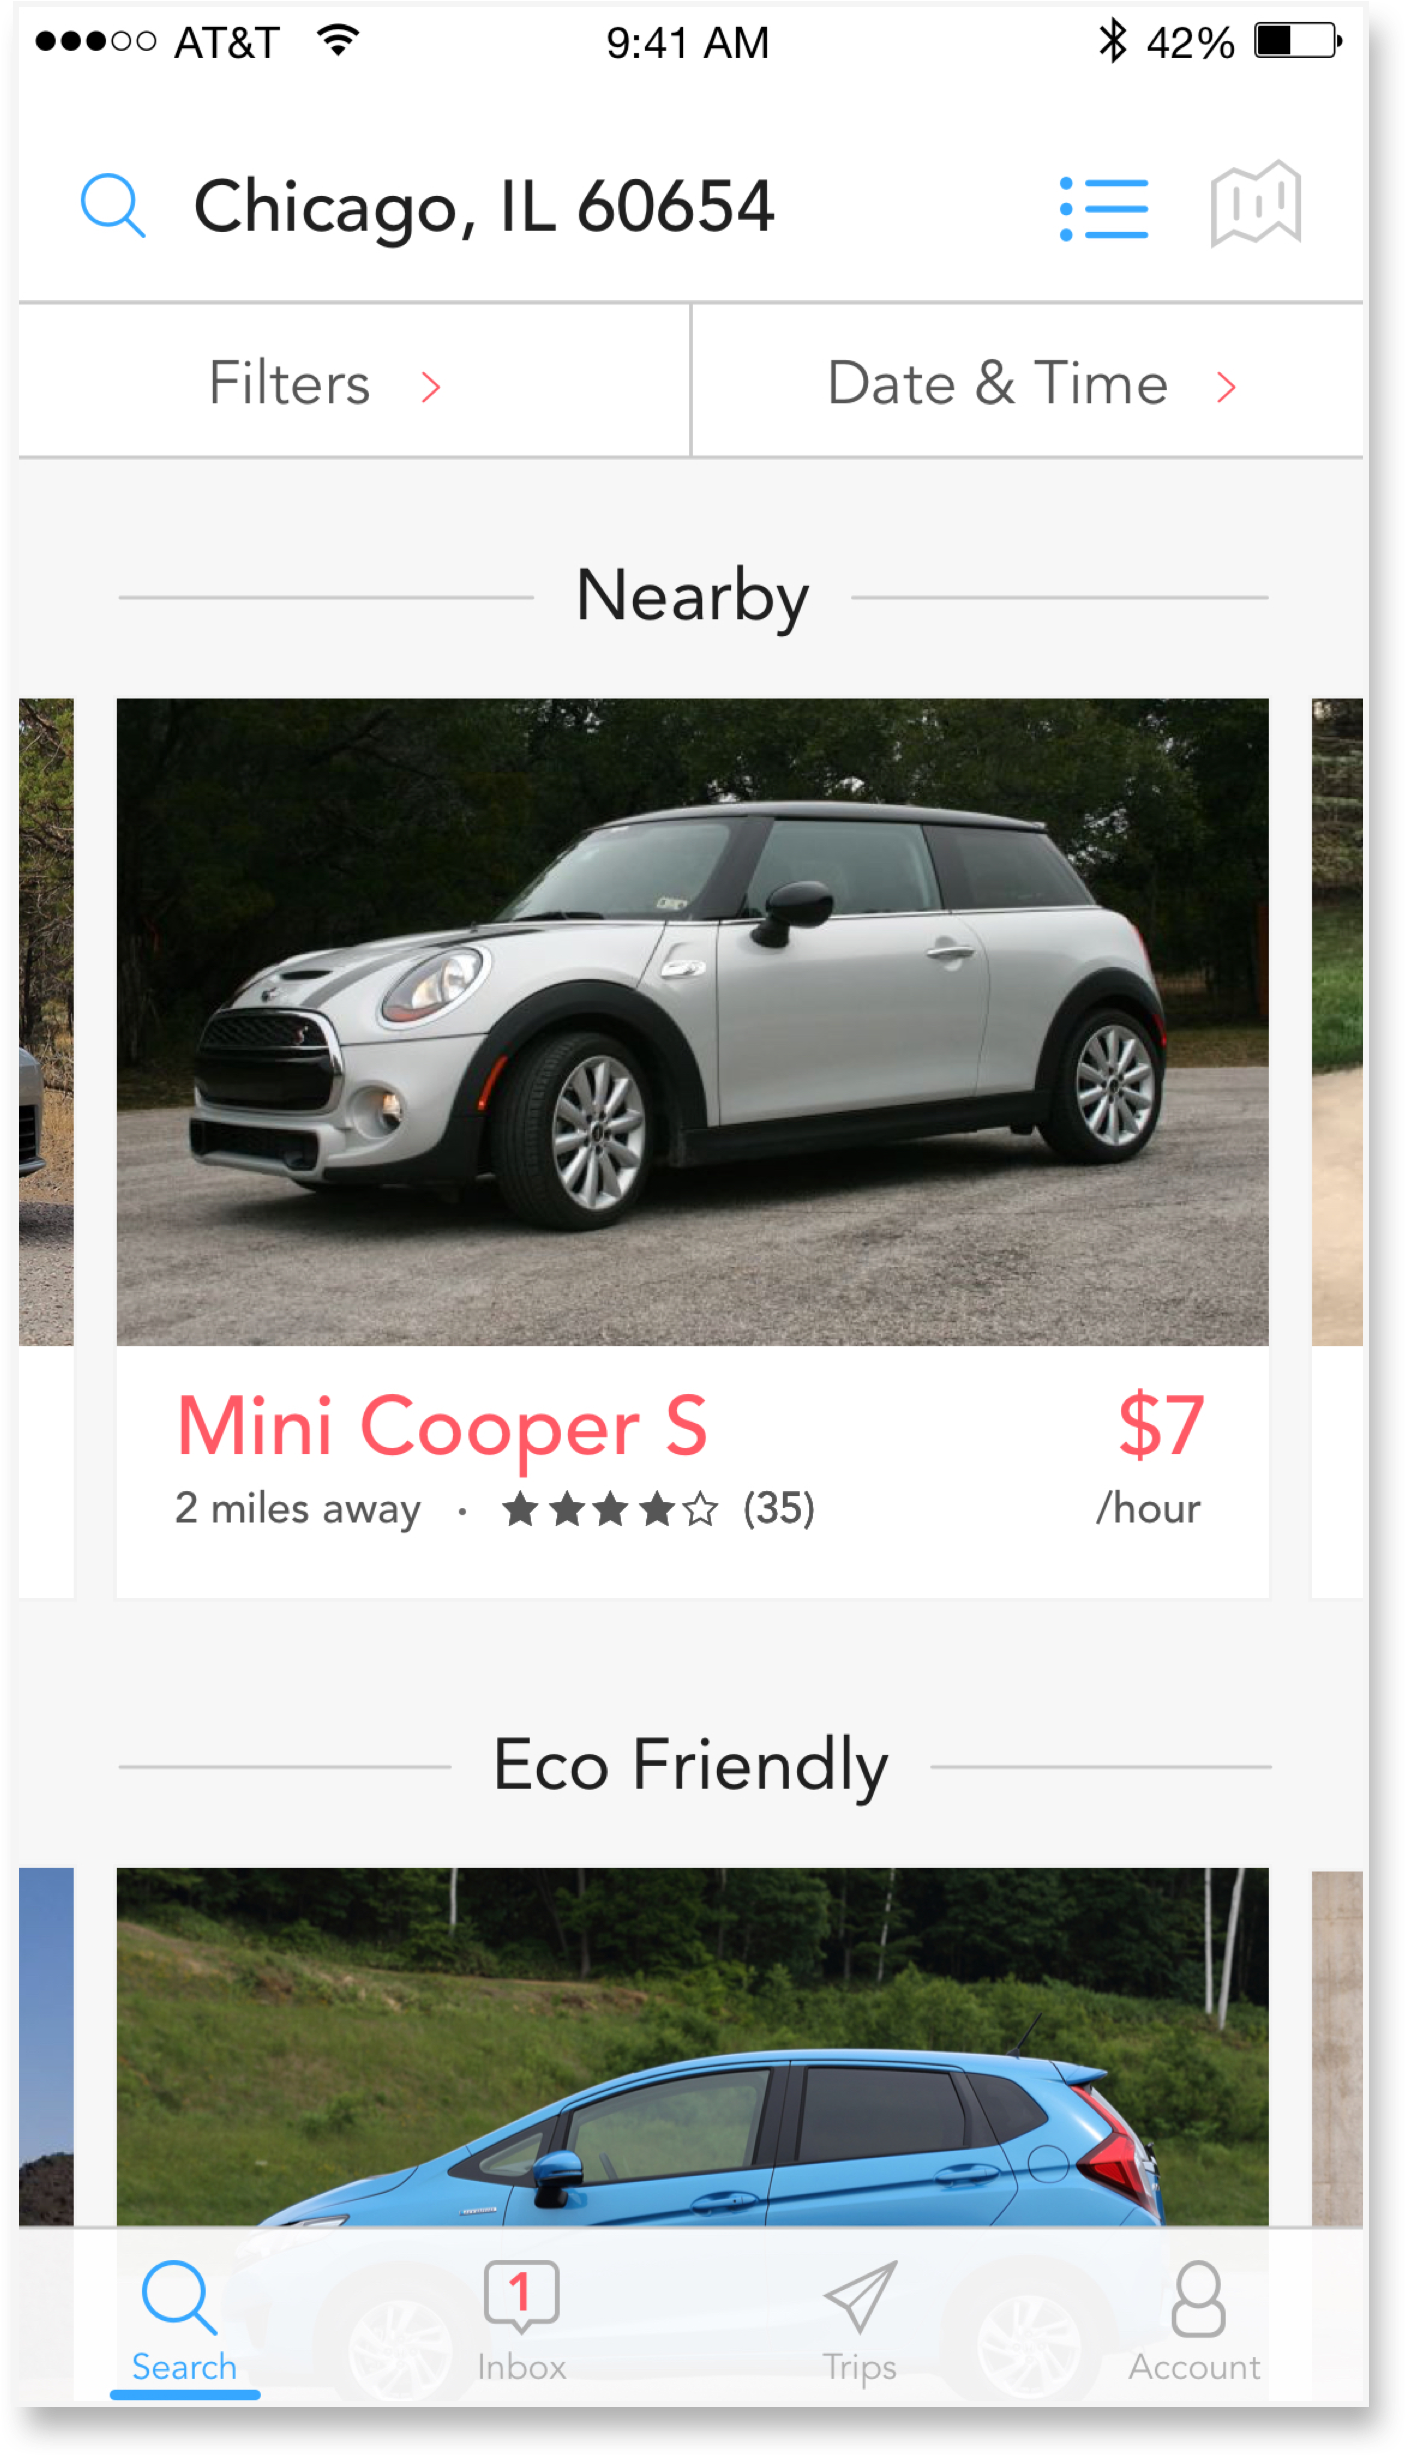 AT&T 9:41 AM 42%
Chicago, IL 60654
Filters > Date & Time >
Nearby
Mini Cooper S $7
2 miles away · ★★★★☆ (35) /hour
Eco Friendly
1
Search Inbox Trips Account